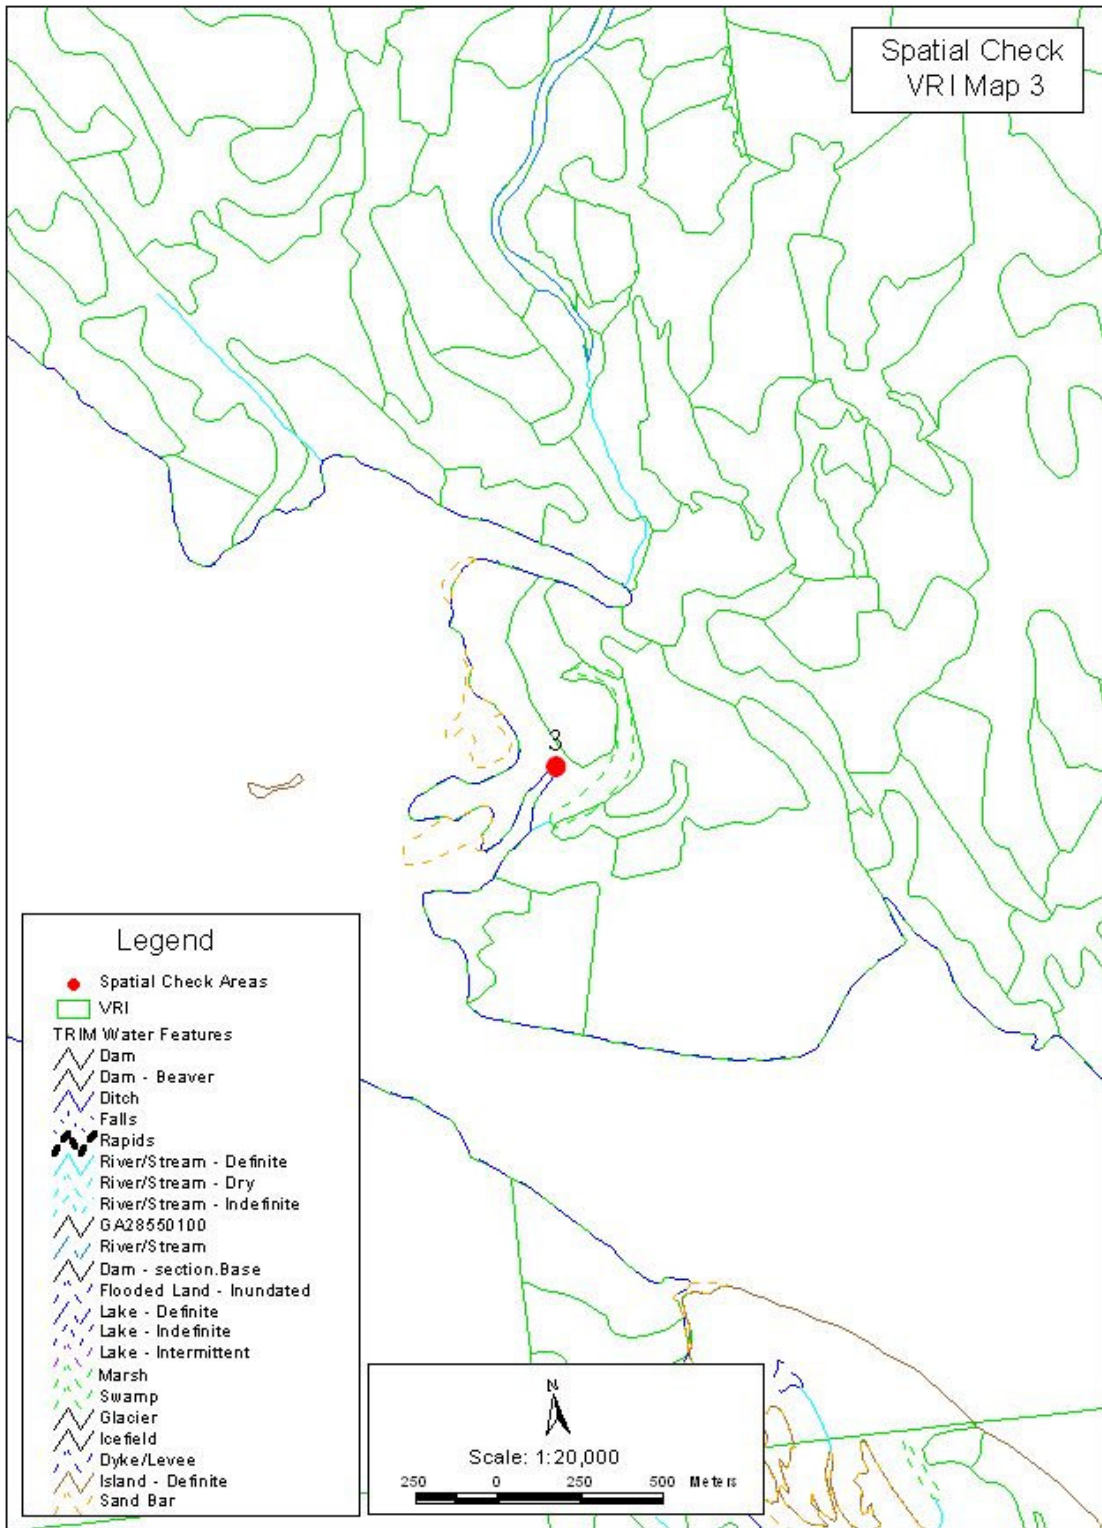 Spatial Check
VRI Map 3
3
Legend
Spatial Check Areas
VRI
TRIM Water Features
Dam
Dam - Beaver
Ditch
Falls
Rapids
River/Stream - Definite
River/Stream - Dry
River/Stream - Indefinite
GA28550100
River/Stream
Dam - section.Base
Flooded Land - Inundated
Lake - Definite
Lake - Indefinite
Lake - Intermittent
Marsh
Swamp
Glacier
Icefield
Dyke/Levee
Island - Definite
Sand Bar
N
Scale: 1:20,000
250 0 250 500 Meters